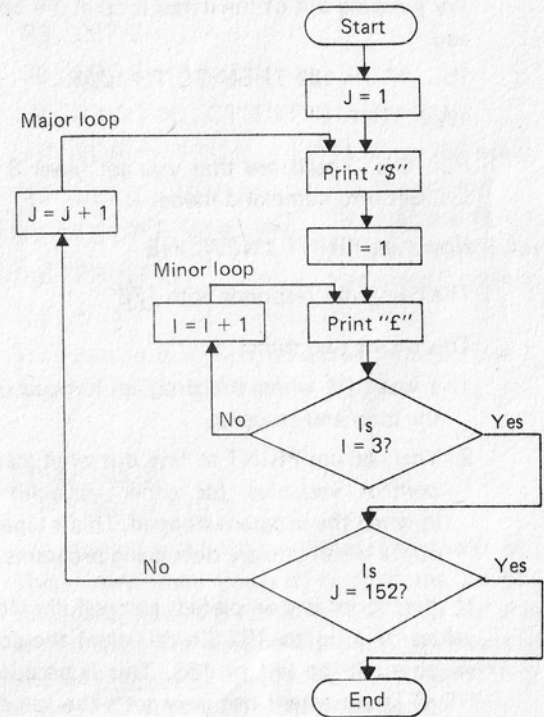 Start
J = 1
Major loop
Print "$"
J = J + 1
I = 1
Minor loop
I = I + 1
Print "£"
No
Is
I = 3?
Yes
No
Is
J = 152?
Yes
End